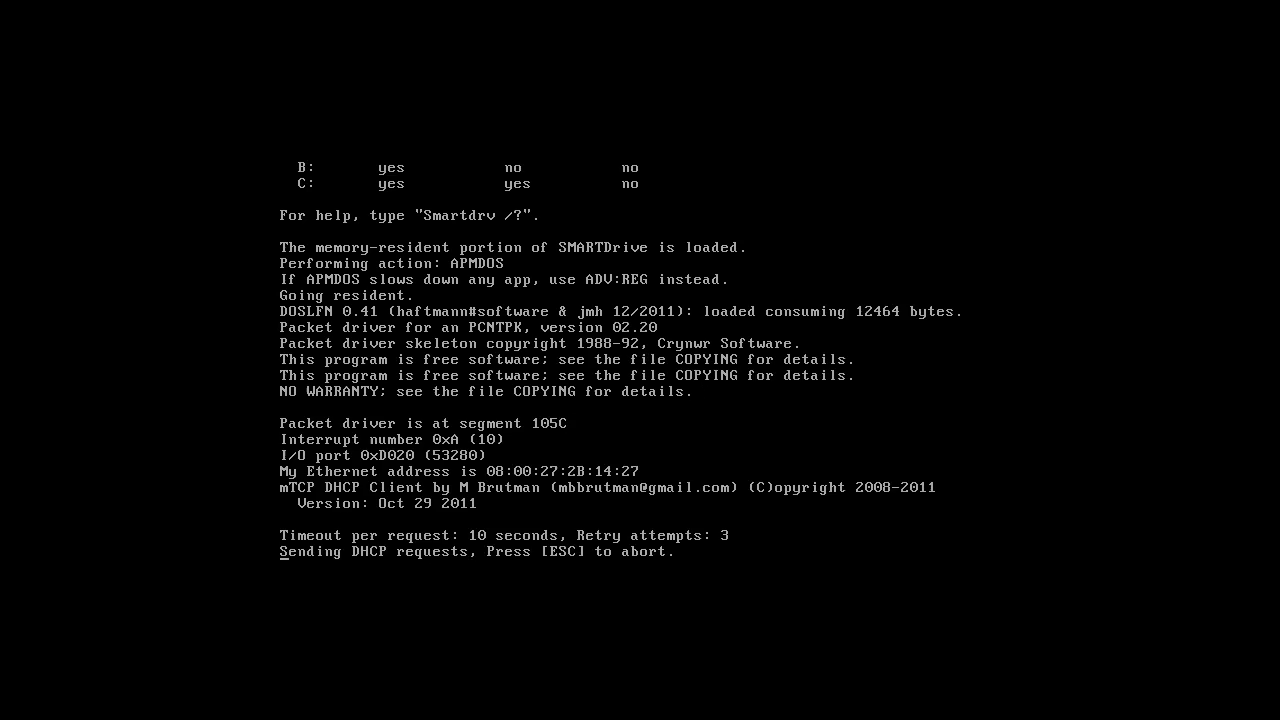 B: yes no no
C: yes yes no
For help, type "Smartdrv /?".
The memory-resident portion of SMARTDrive is loaded.
Performing action: APMDOS
If APMDOS slows down any app, use ADV:REG instead.
Going resident.
DOSLFN 0.41 (haftmann#software & jmh 12/2011): loaded consuming 12464 bytes.
Packet driver for an PCNTPK, version 02.20
Packet driver skeleton copyright 1988-92, Crynwr Software.
This program is free software; see the file COPYING for details.
This program is free software; see the file COPYING for details.
NO WARRANTY; see the file COPYING for details.
Packet driver is at segment 105C
Interrupt number 0xA (10)
I/O port 0xD020 (53280)
My Ethernet address is 08:00:27:2B:14:27
mTCP DHCP Client by M Brutman (mbbrutman@gmail.com) (C)opyright 2008-2011
Version: Oct 29 2011
Timeout per request: 10 seconds, Retry attempts: 3
Sending DHCP requests, Press [ESC] to abort.